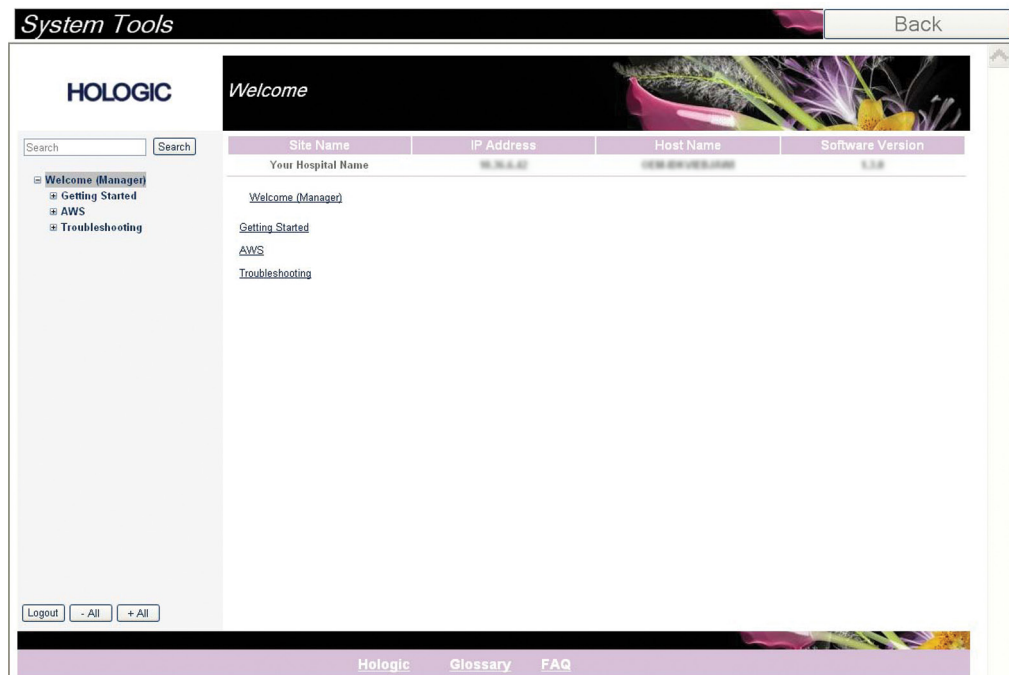 System Tools
Back
HOLOGIC
Welcome
Search
Search
Site Name
IP Address
Host Name
Software Version
Your Hospital Name
Welcome (Manager)
Getting Started
AWS
Troubleshooting
Welcome (Manager)
Getting Started
AWS
Troubleshooting
Logout
- All
+ All
Hologic
Glossary
FAQ